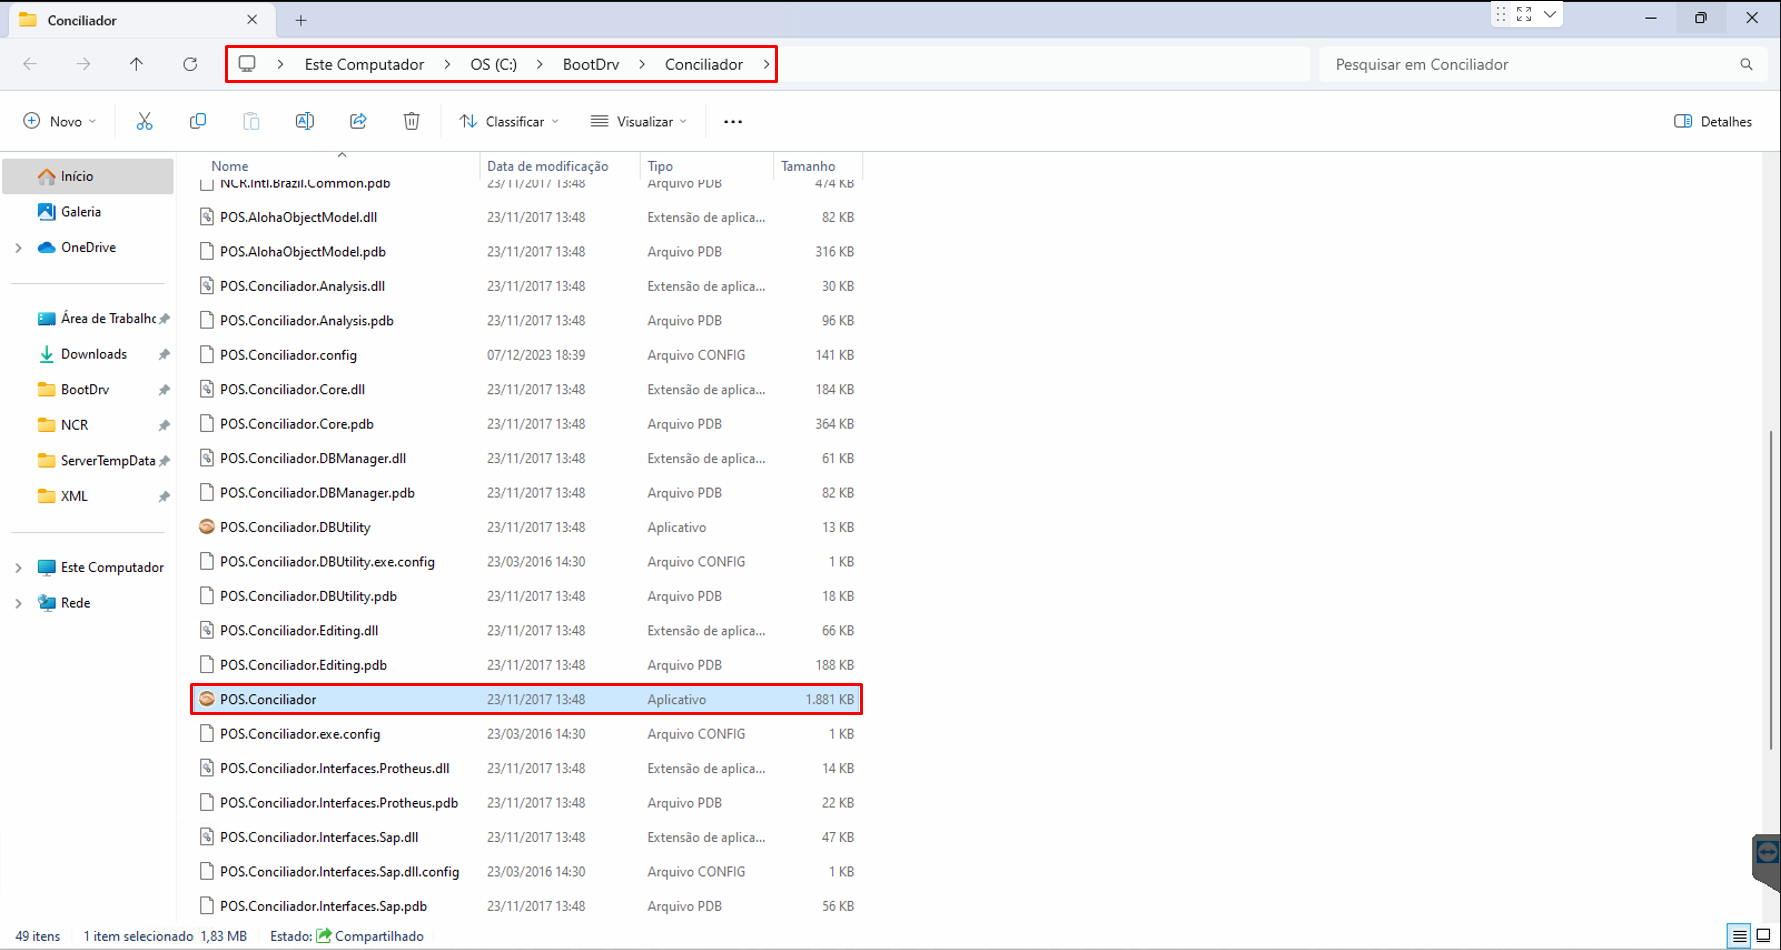 Conciliador
Este Computador > OS (C:) > BootDrv > Conciliador >
Pesquisar em Conciliador
Novo
Classificar
Visualizar
Detalhes
Início
Galeria
OneDrive
Área de Trabalho
Downloads
BootDrv
NCR
ServerTempData
XML
Este Computador
Rede
Nome Data de modificação Tipo Tamanho
NCR.Intl.Brazil.Common.pdb 23/11/2017 13:48 Arquivo PDB 474 KB
POS.AlohaObjectModel.dll 23/11/2017 13:48 Extensão de aplica... 82 KB
POS.AlohaObjectModel.pdb 23/11/2017 13:48 Arquivo PDB 316 KB
POS.Conciliador.Analysis.dll 23/11/2017 13:48 Extensão de aplica... 30 KB
POS.Conciliador.Analysis.pdb 23/11/2017 13:48 Arquivo PDB 96 KB
POS.Conciliador.config 07/12/2023 18:39 Arquivo CONFIG 141 KB
POS.Conciliador.Core.dll 23/11/2017 13:48 Extensão de aplica... 184 KB
POS.Conciliador.Core.pdb 23/11/2017 13:48 Arquivo PDB 364 KB
POS.Conciliador.DBManager.dll 23/11/2017 13:48 Extensão de aplica... 61 KB
POS.Conciliador.DBManager.pdb 23/11/2017 13:48 Arquivo PDB 82 KB
POS.Conciliador.DBUtility 23/11/2017 13:48 Aplicativo 13 KB
POS.Conciliador.DBUtility.exe.config 23/03/2016 14:30 Arquivo CONFIG 1 KB
POS.Conciliador.DBUtility.pdb 23/11/2017 13:48 Arquivo PDB 18 KB
POS.Conciliador.Editing.dll 23/11/2017 13:48 Extensão de aplica... 66 KB
POS.Conciliador.Editing.pdb 23/11/2017 13:48 Arquivo PDB 188 KB
POS.Conciliador 23/11/2017 13:48 Aplicativo 1.881 KB
POS.Conciliador.exe.config 23/03/2016 14:30 Arquivo CONFIG 1 KB
POS.Conciliador.Interfaces.Protheus.dll 23/11/2017 13:48 Extensão de aplica... 14 KB
POS.Conciliador.Interfaces.Protheus.pdb 23/11/2017 13:48 Arquivo PDB 22 KB
POS.Conciliador.Interfaces.Sap.dll 23/11/2017 13:48 Extensão de aplica... 47 KB
POS.Conciliador.Interfaces.Sap.dll.config 23/03/2016 14:30 Arquivo CONFIG 1 KB
POS.Conciliador.Interfaces.Sap.pdb 23/11/2017 13:48 Arquivo PDB 56 KB
49 itens 1 item selecionado 1,83 MB Estado: Compartilhado